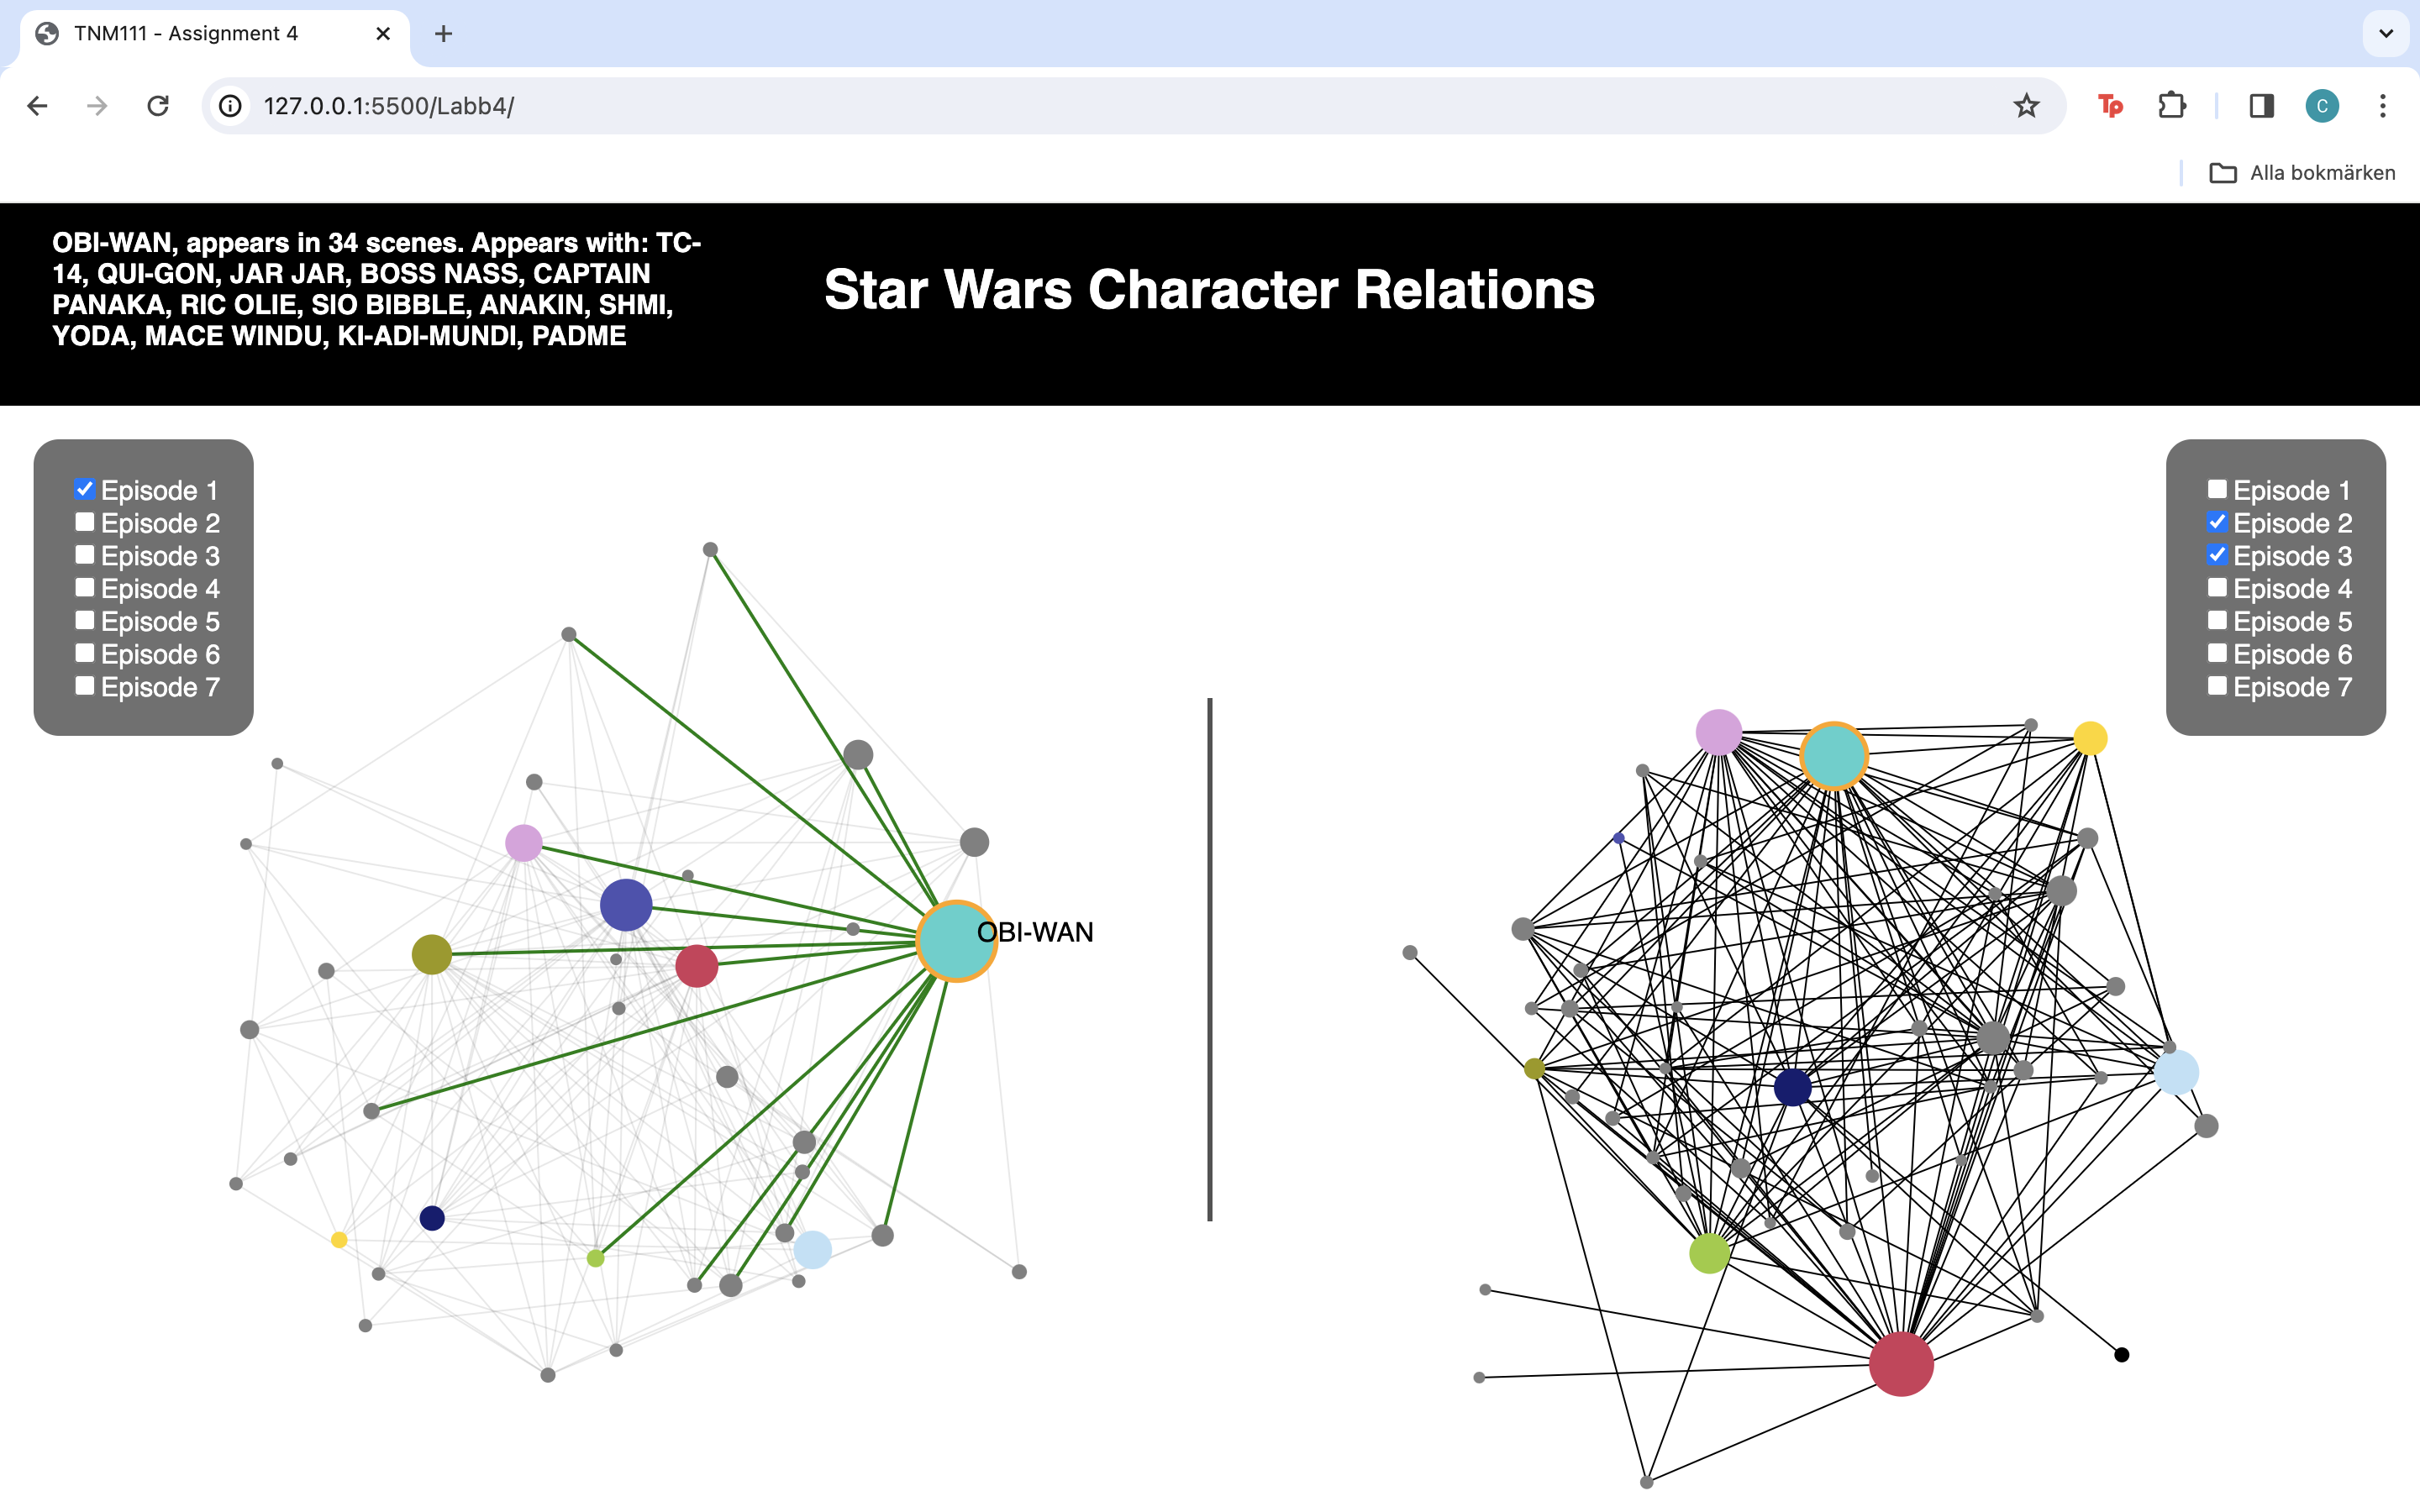 TNM111 - Assignment 4
127.0.0.1:5500/Labb4/
Tp
C
Alla bokmärken
OBI-WAN, appears in 34 scenes. Appears with: TC-
14, QUI-GON, JAR JAR, BOSS NASS, CAPTAIN
PANAKA, RIC OLIE, SIO BIBBLE, ANAKIN, SHMI,
YODA, MACE WINDU, KI-ADI-MUNDI, PADME
Star Wars Character Relations
Episode 1
Episode 2
Episode 3
Episode 4
Episode 5
Episode 6
Episode 7
OBI-WAN
Episode 1
Episode 2
Episode 3
Episode 4
Episode 5
Episode 6
Episode 7